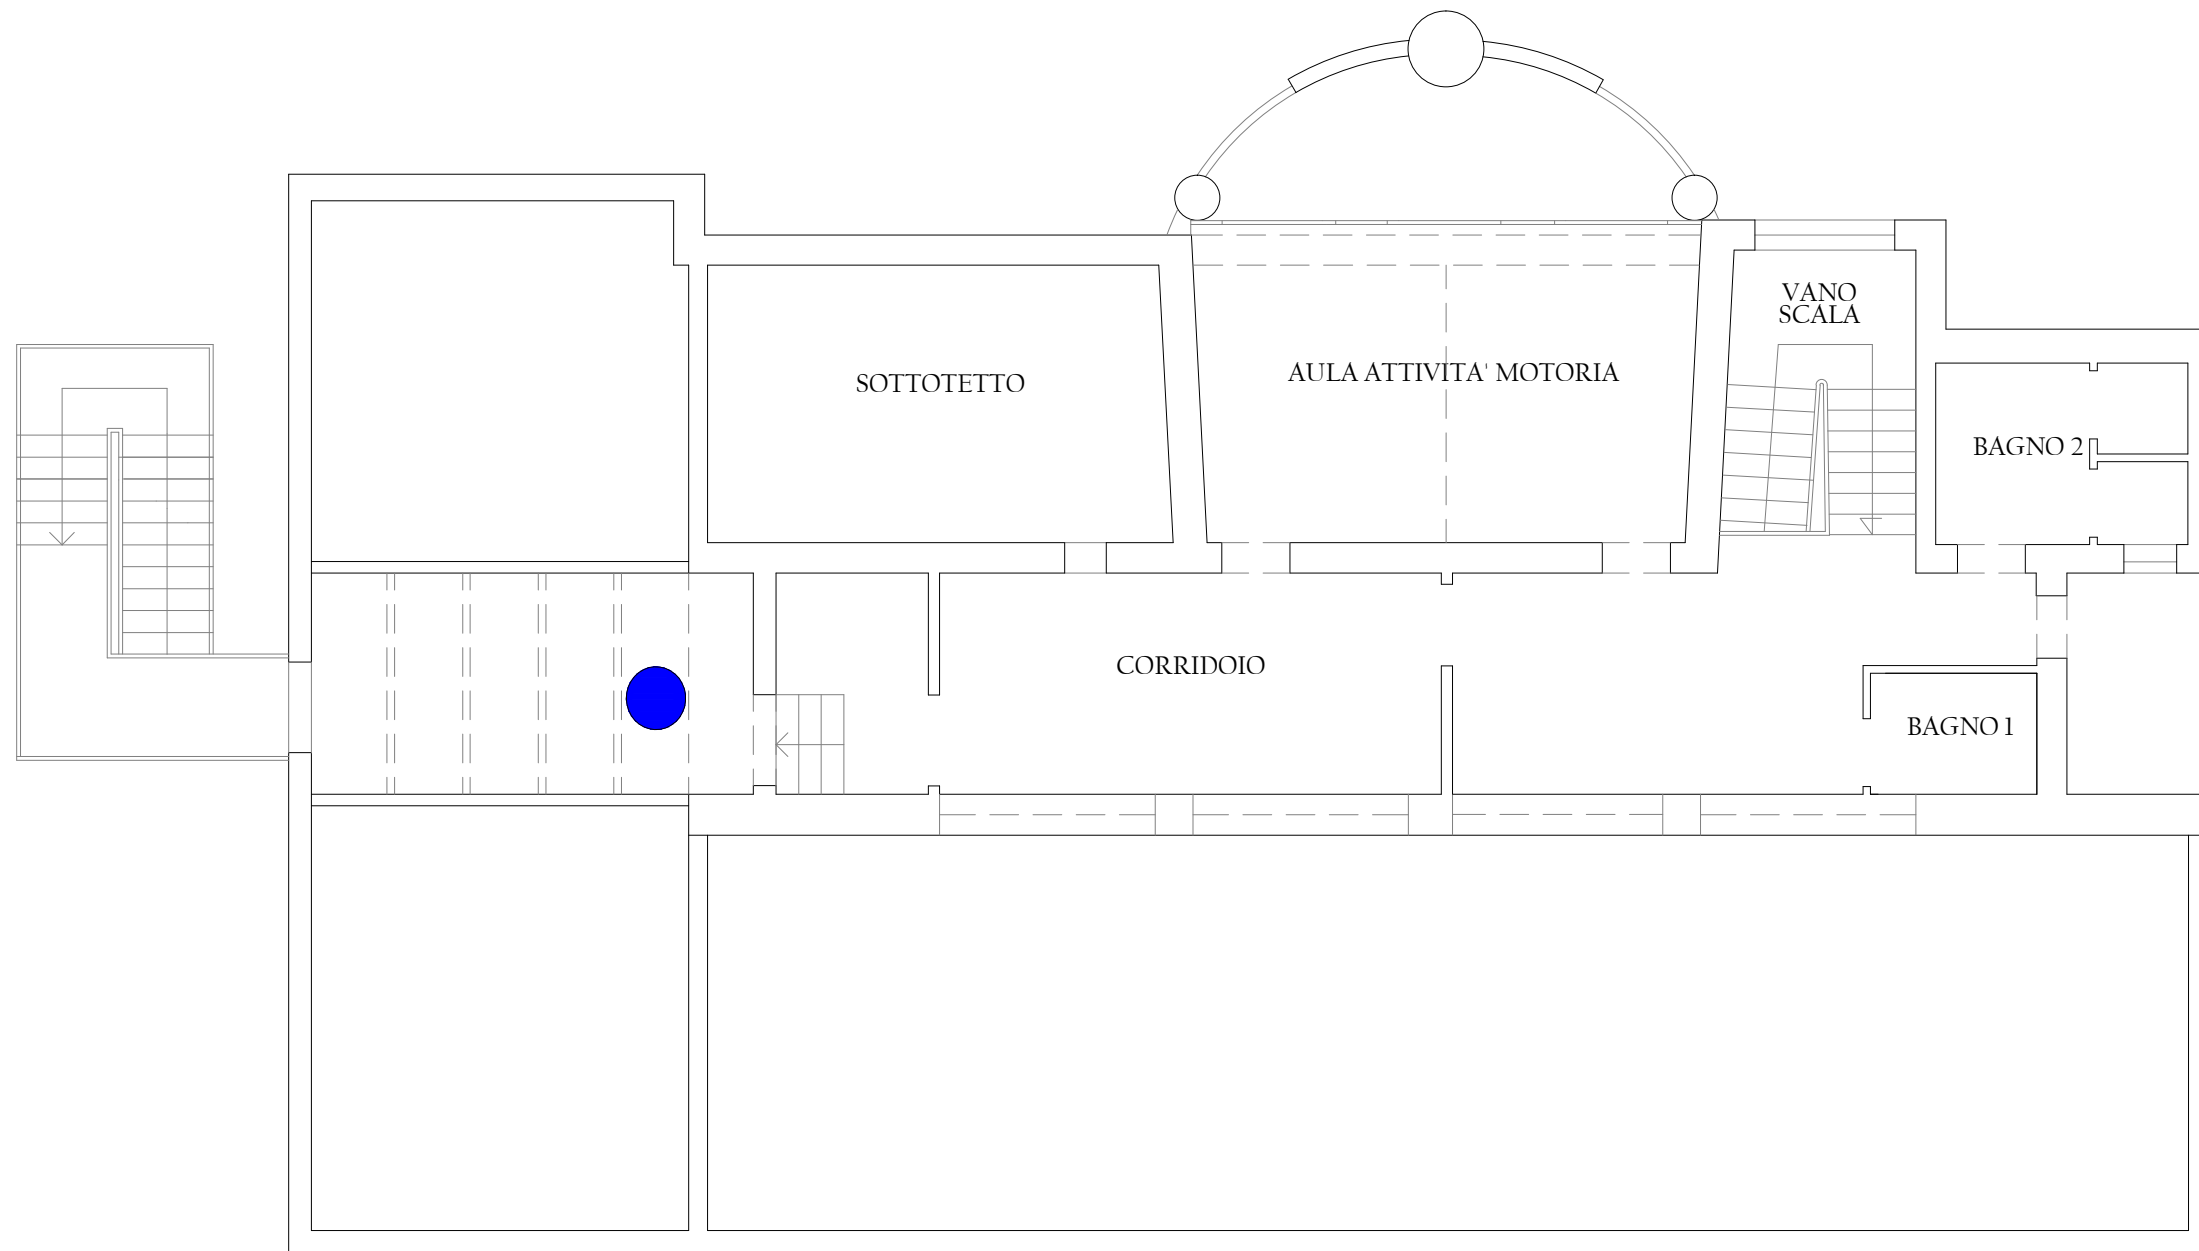 VANO
SCALA
SOTTOTETTO
AULA ATTIVITA' MOTORIA
BAGNO 2
CORRIDOIO
BAGNO 1